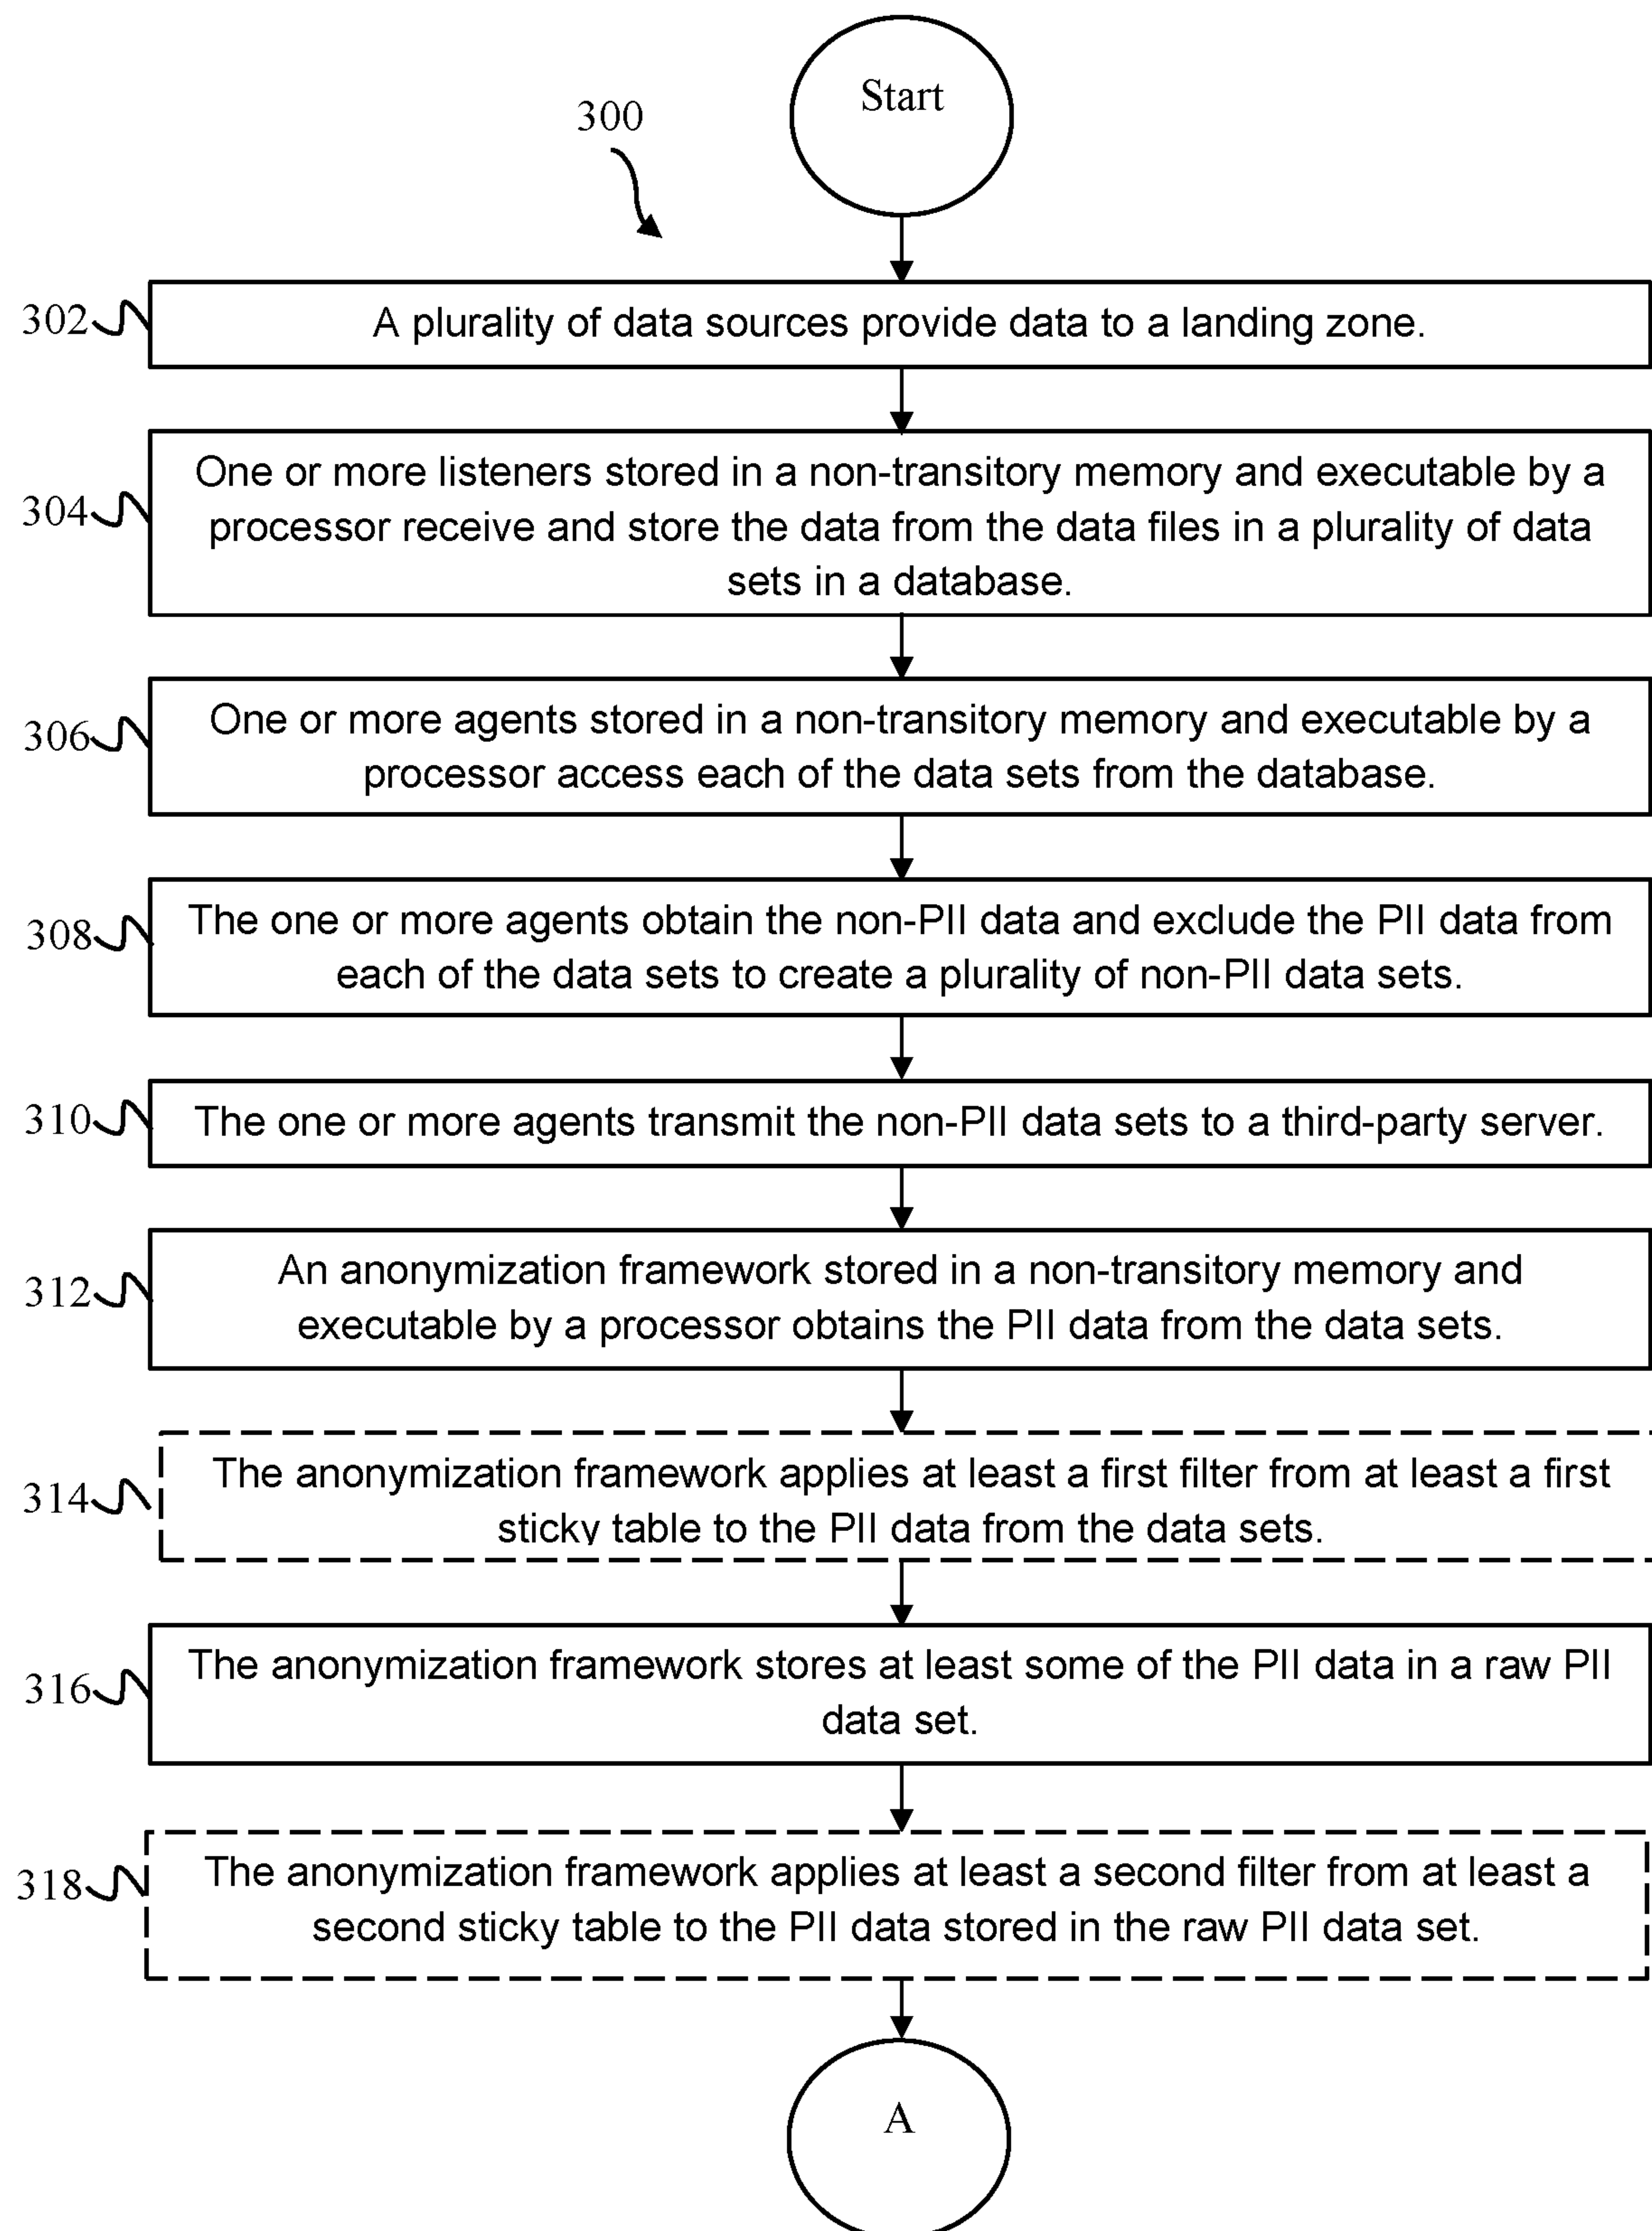 Start
300
302
A plurality of data sources provide data to a landing zone.
304
One or more listeners stored in a non-transitory memory and executable by a
processor receive and store the data from the data files in a plurality of data
sets in a database.
306
One or more agents stored in a non-transitory memory and executable by a
processor access each of the data sets from the database.
308
The one or more agents obtain the non-PII data and exclude the PII data from
each of the data sets to create a plurality of non-PII data sets.
310
The one or more agents transmit the non-PII data sets to a third-party server.
312
An anonymization framework stored in a non-transitory memory and
executable by a processor obtains the PII data from the data sets.
314
The anonymization framework applies at least a first filter from at least a first
sticky table to the PII data from the data sets.
316
The anonymization framework stores at least some of the PII data in a raw PII
data set.
318
The anonymization framework applies at least a second filter from at least a
second sticky table to the PII data stored in the raw PII data set.
A